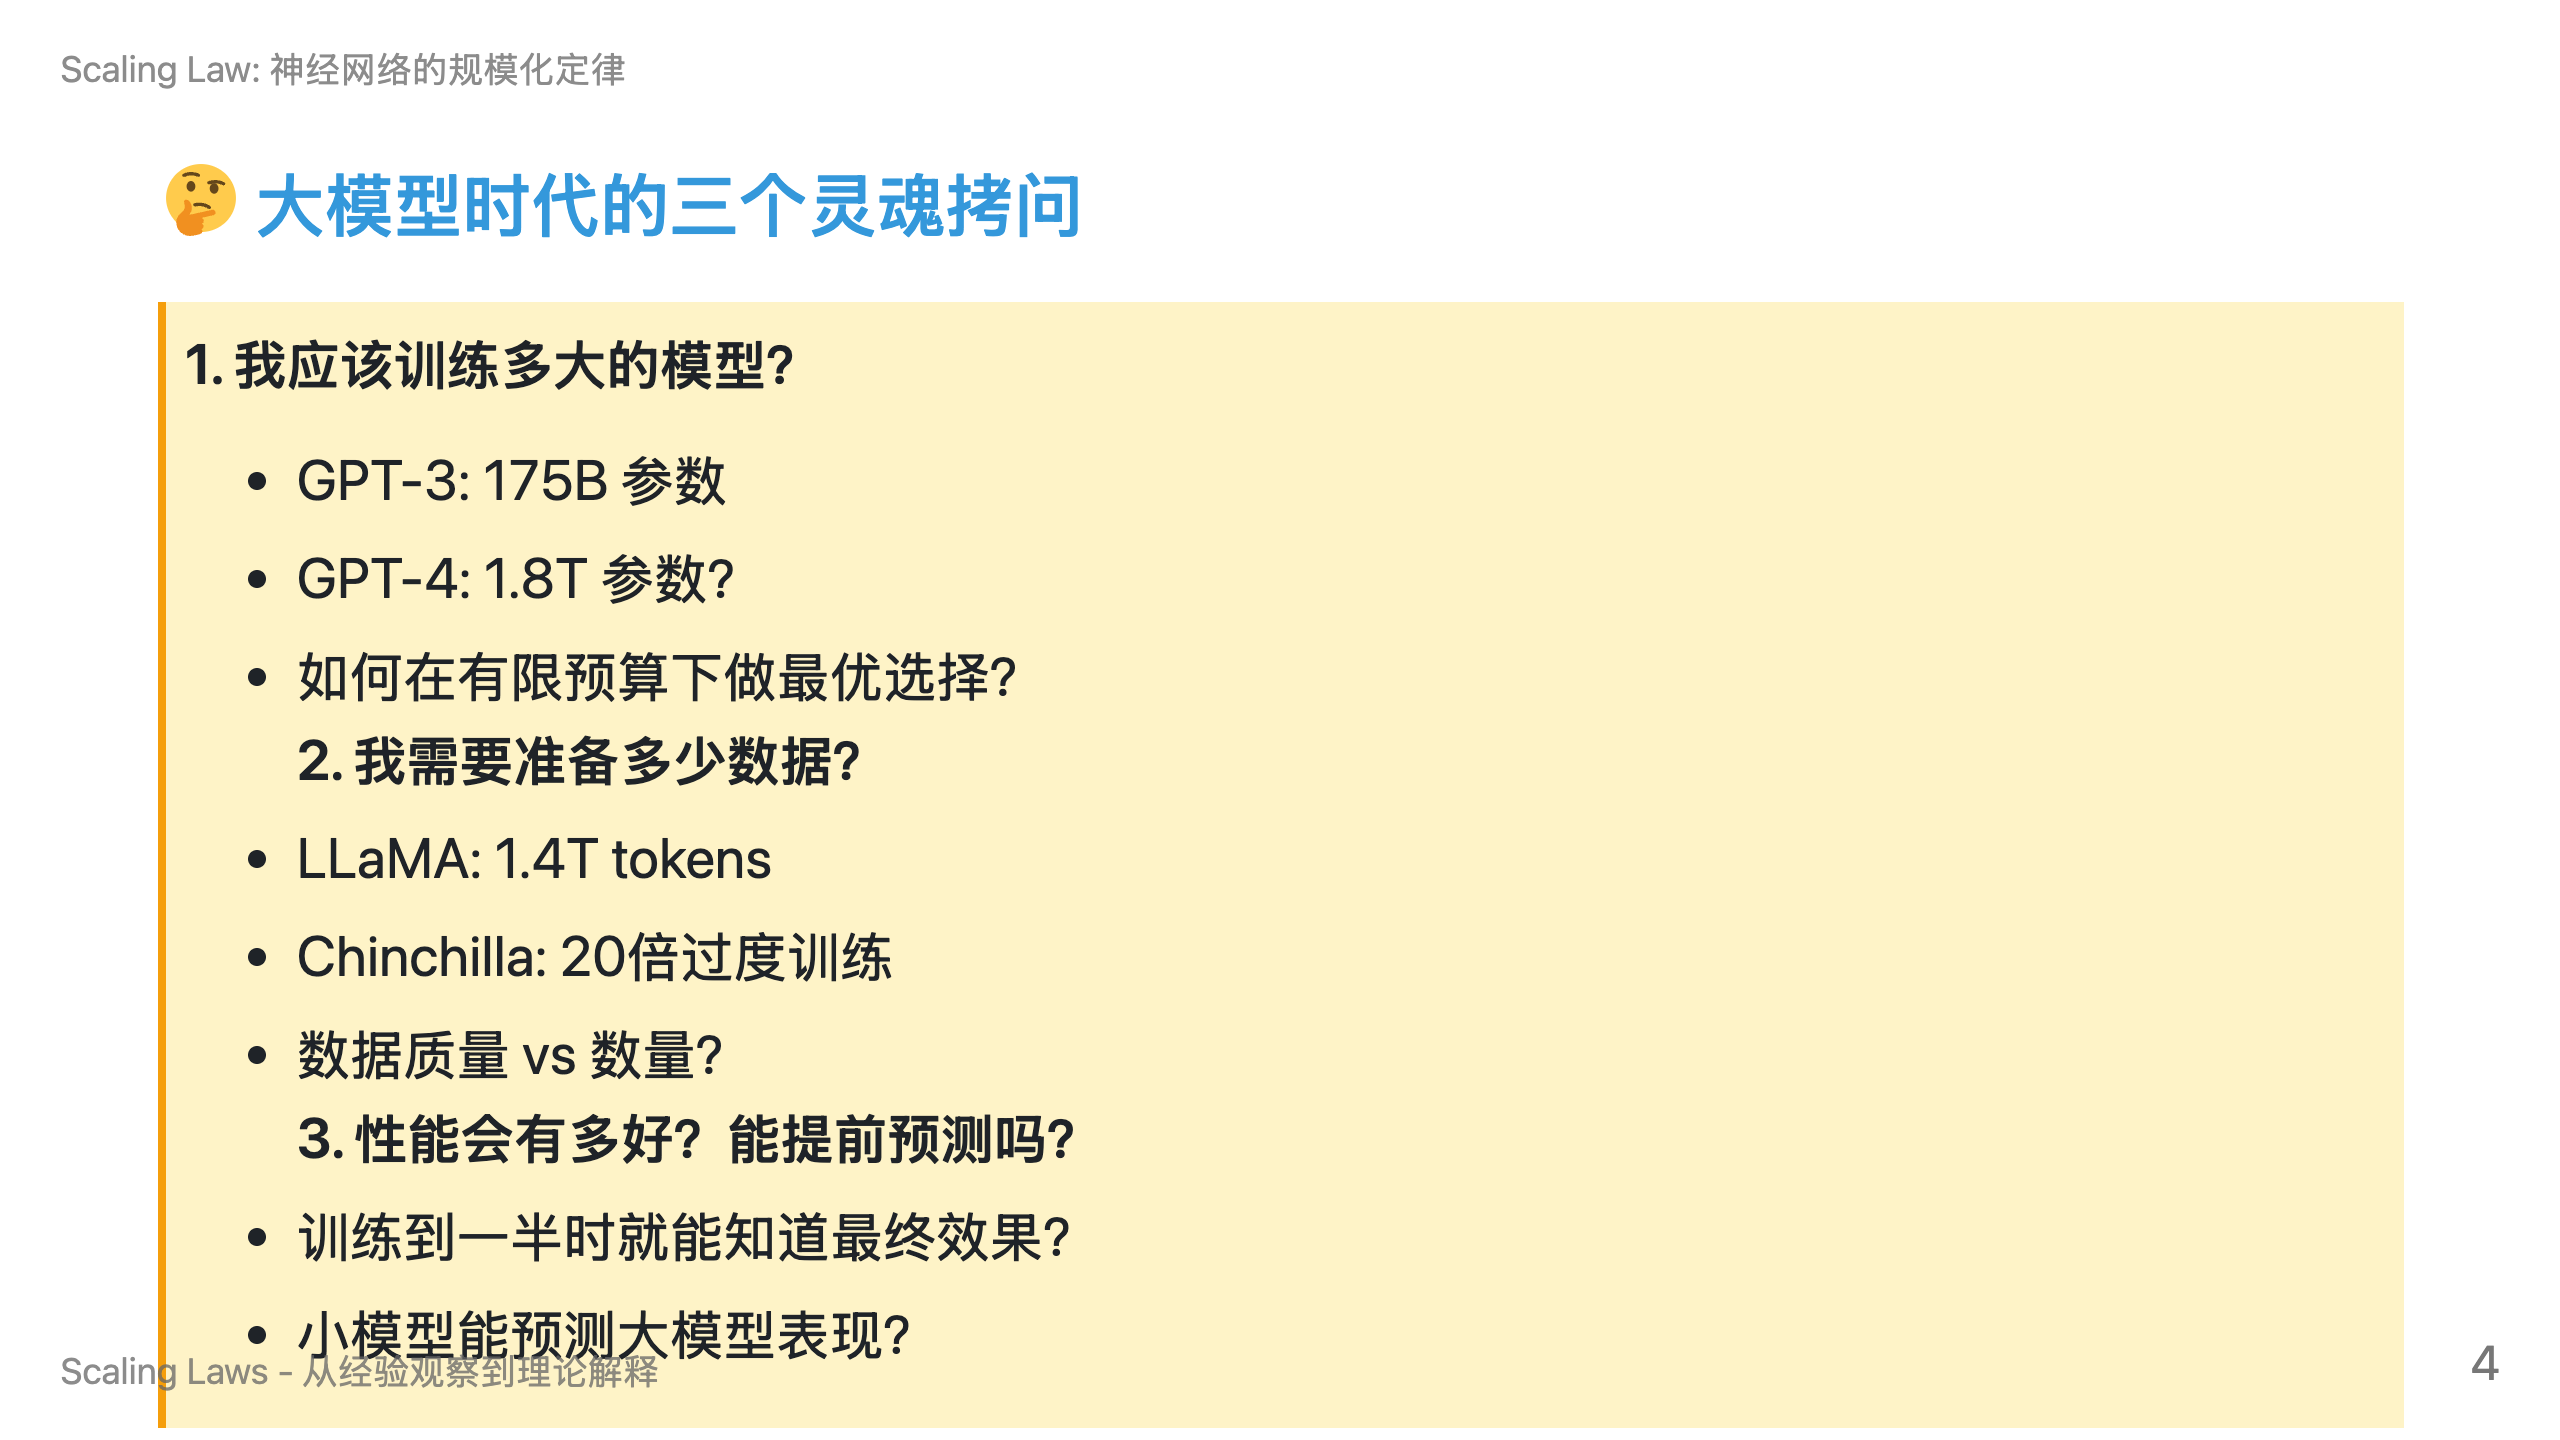 Scaling Law: 神经网络的规模化定律
🤔 大模型时代的三个灵魂拷问
1. 我应该训练多大的模型?
• GPT-3: 175B 参数
• GPT-4: 1.8T 参数?
• 如何在有限预算下做最优选择?
2. 我需要准备多少数据?
• LLaMA: 1.4T tokens
• Chinchilla: 20倍过度训练
• 数据质量 vs 数量?
3. 性能会有多好? 能提前预测吗?
• 训练到一半时就能知道最终效果?
• 小模型能预测大模型表现?
Scaling Laws - 从经验观察到理论解释
4